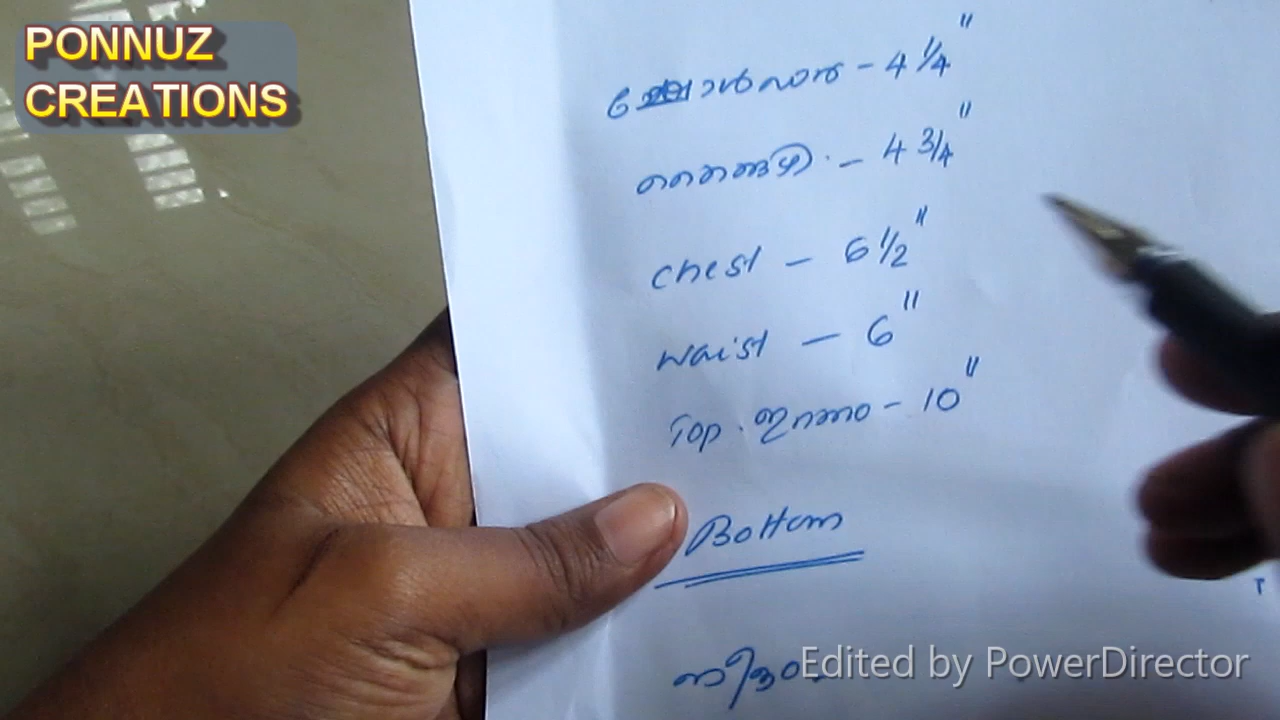 PONNUZ
CREATIONS
ഷോൾഡർ - 4 1/4"
കൈക്കുഴി - 4 3/4"
chest - 6 1/2"
waist - 6"
Top ഇറക്കം - 10"
Bottom
നീളം
Edited by PowerDirector